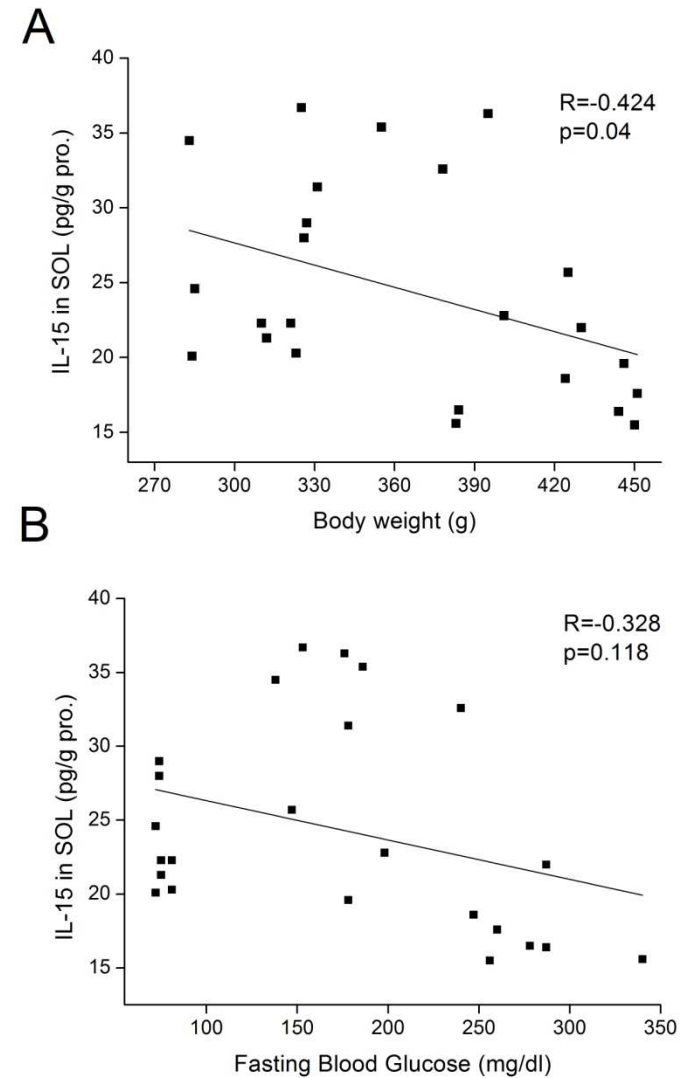 A
40
35
30
25
20
15
IL-15 in SOL (pg/g pro.)
R=-0.424
p=0.04
270 300 330 360 390 420 450
Body weight (g)
B
40
35
30
25
20
15
IL-15 in SOL (pg/g pro.)
R=-0.328
p=0.118
100 150 200 250 300 350
Fasting Blood Glucose (mg/dl)